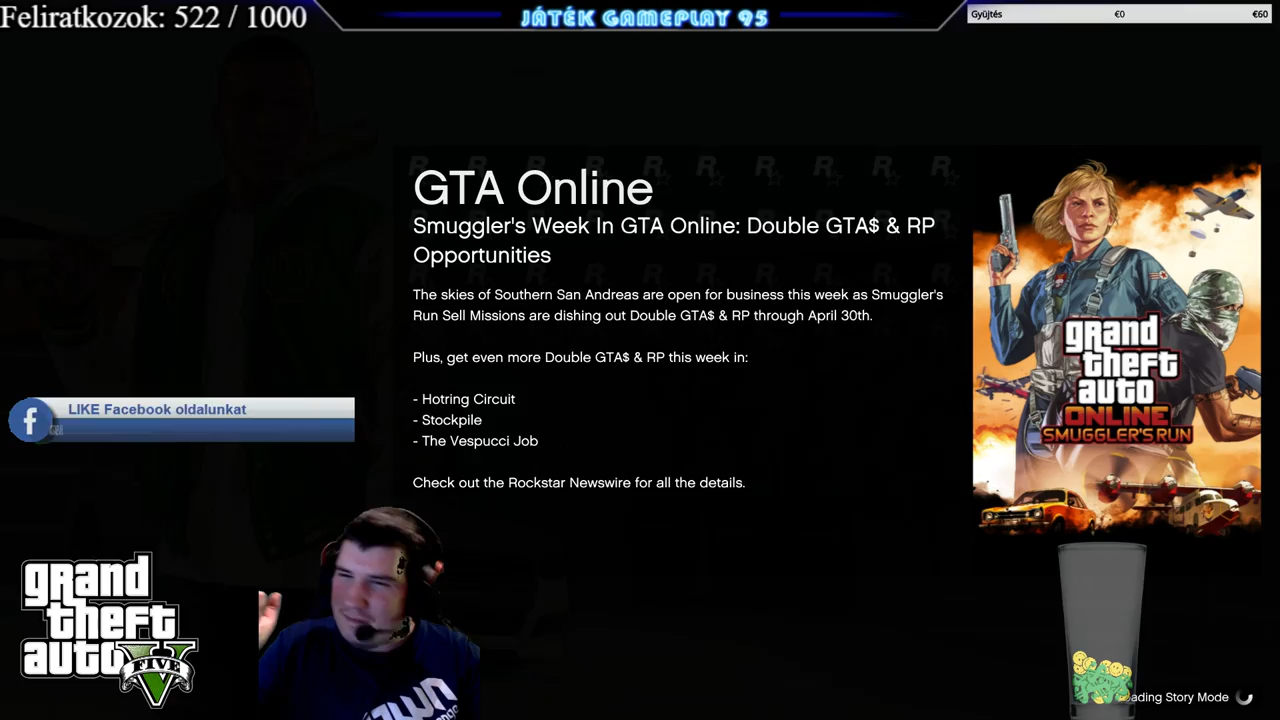 Feliratkozok: 522 / 1000
JÁTÉK GAMEPLAY 95
Gyüjtés €0 €60
GTA Online
Smuggler's Week In GTA Online: Double GTA$ & RP
Opportunities
The skies of Southern San Andreas are open for business this week as Smuggler's
Run Sell Missions are dishing out Double GTA$ & RP through April 30th.
Plus, get even more Double GTA$ & RP this week in:
- Hotring Circuit
- Stockpile
- The Vespucci Job
Check out the Rockstar Newswire for all the details.
grand
theft
auto
ONLINE
SMUGGLER'S RUN
LIKE Facebook oldalunkat
grand
theft
auto
V
FIVE
ading Story Mode